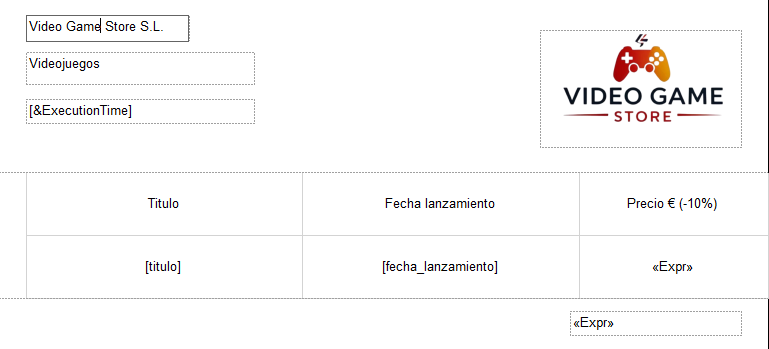 Video Game Store S.L.
Videojuegos
[&ExecutionTime]
VIDEO GAME
STORE
Titulo
Fecha lanzamiento
Precio € (-10%)
[titulo]
[fecha_lanzamiento]
«Expr»
«Expr»